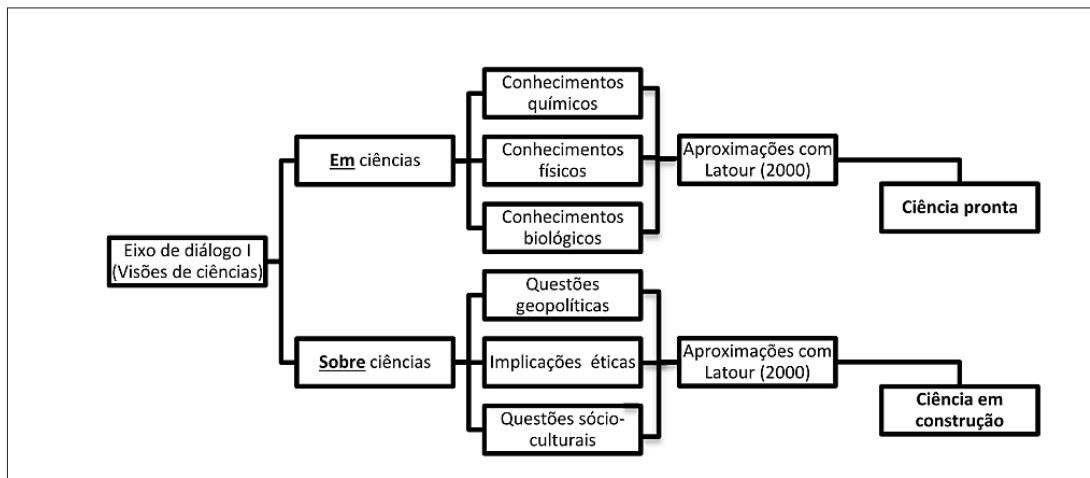 Eixo de diálogo I
(Visões de ciências)
Em ciências
Conhecimentos
químicos
Conhecimentos
físicos
Conhecimentos
biológicos
Aproximações com
Latour (2000)
Ciência pronta
Sobre ciências
Questões
geopolíticas
Implicações éticas
Questões sócio-
culturais
Aproximações com
Latour (2000)
Ciência em
construção